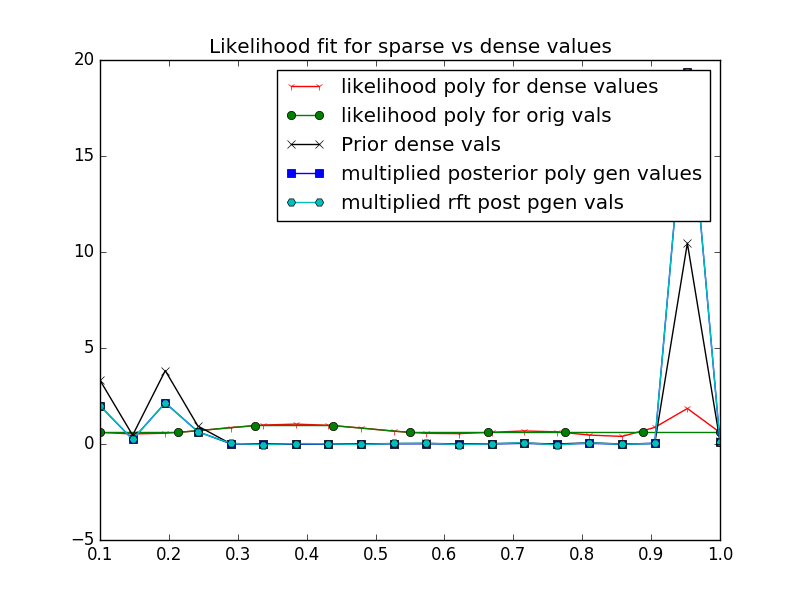 Likelihood fit for sparse vs dense values
20
likelihood poly for dense values
likelihood poly for orig vals
Prior dense vals
multiplied posterior poly gen values
multiplied rft post pgen vals
15
10
5
0
−5
0.1 0.2 0.3 0.4 0.5 0.6 0.7 0.8 0.9 1.0